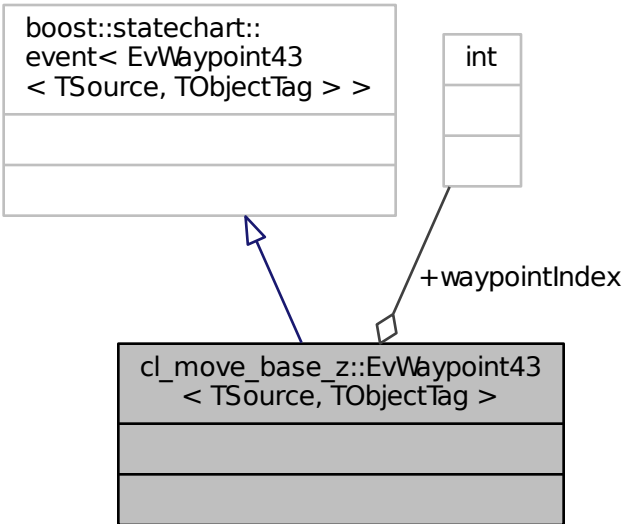 boost::statechart::
event< EvWaypoint43
< TSource, TObjectTag > >
int
+waypointIndex
cl_move_base_z::EvWaypoint43
< TSource, TObjectTag >